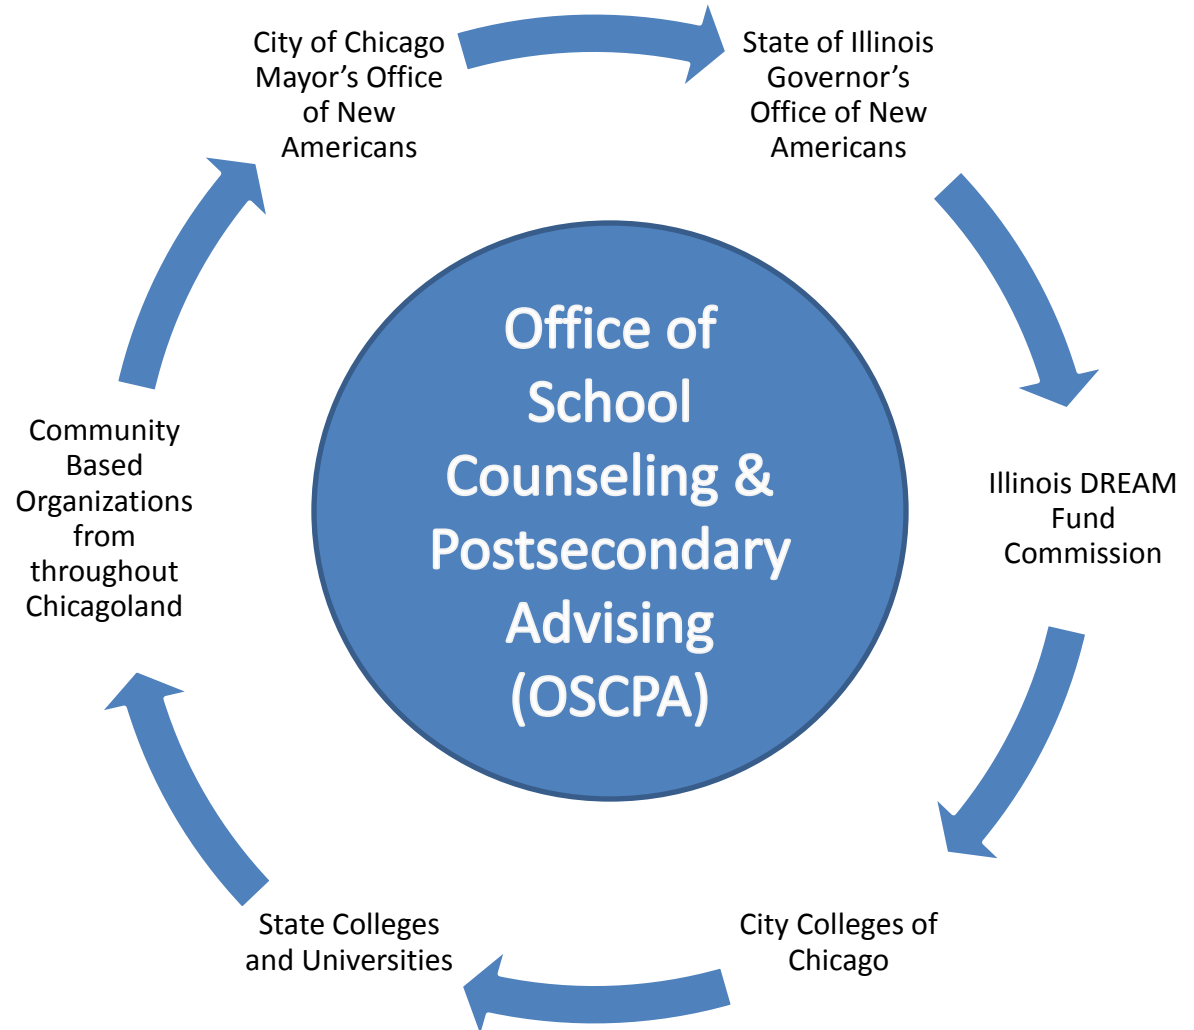 City of Chicago
Mayor’s Office
of New
Americans
State of Illinois
Governor’s
Office of New
Americans
Illinois DREAM
Fund
Commission
City Colleges of
Chicago
State Colleges
and Universities
Community
Based
Organizations
from
throughout
Chicagoland
Office of
School
Counseling &
Postsecondary
Advising
(OSCPA)